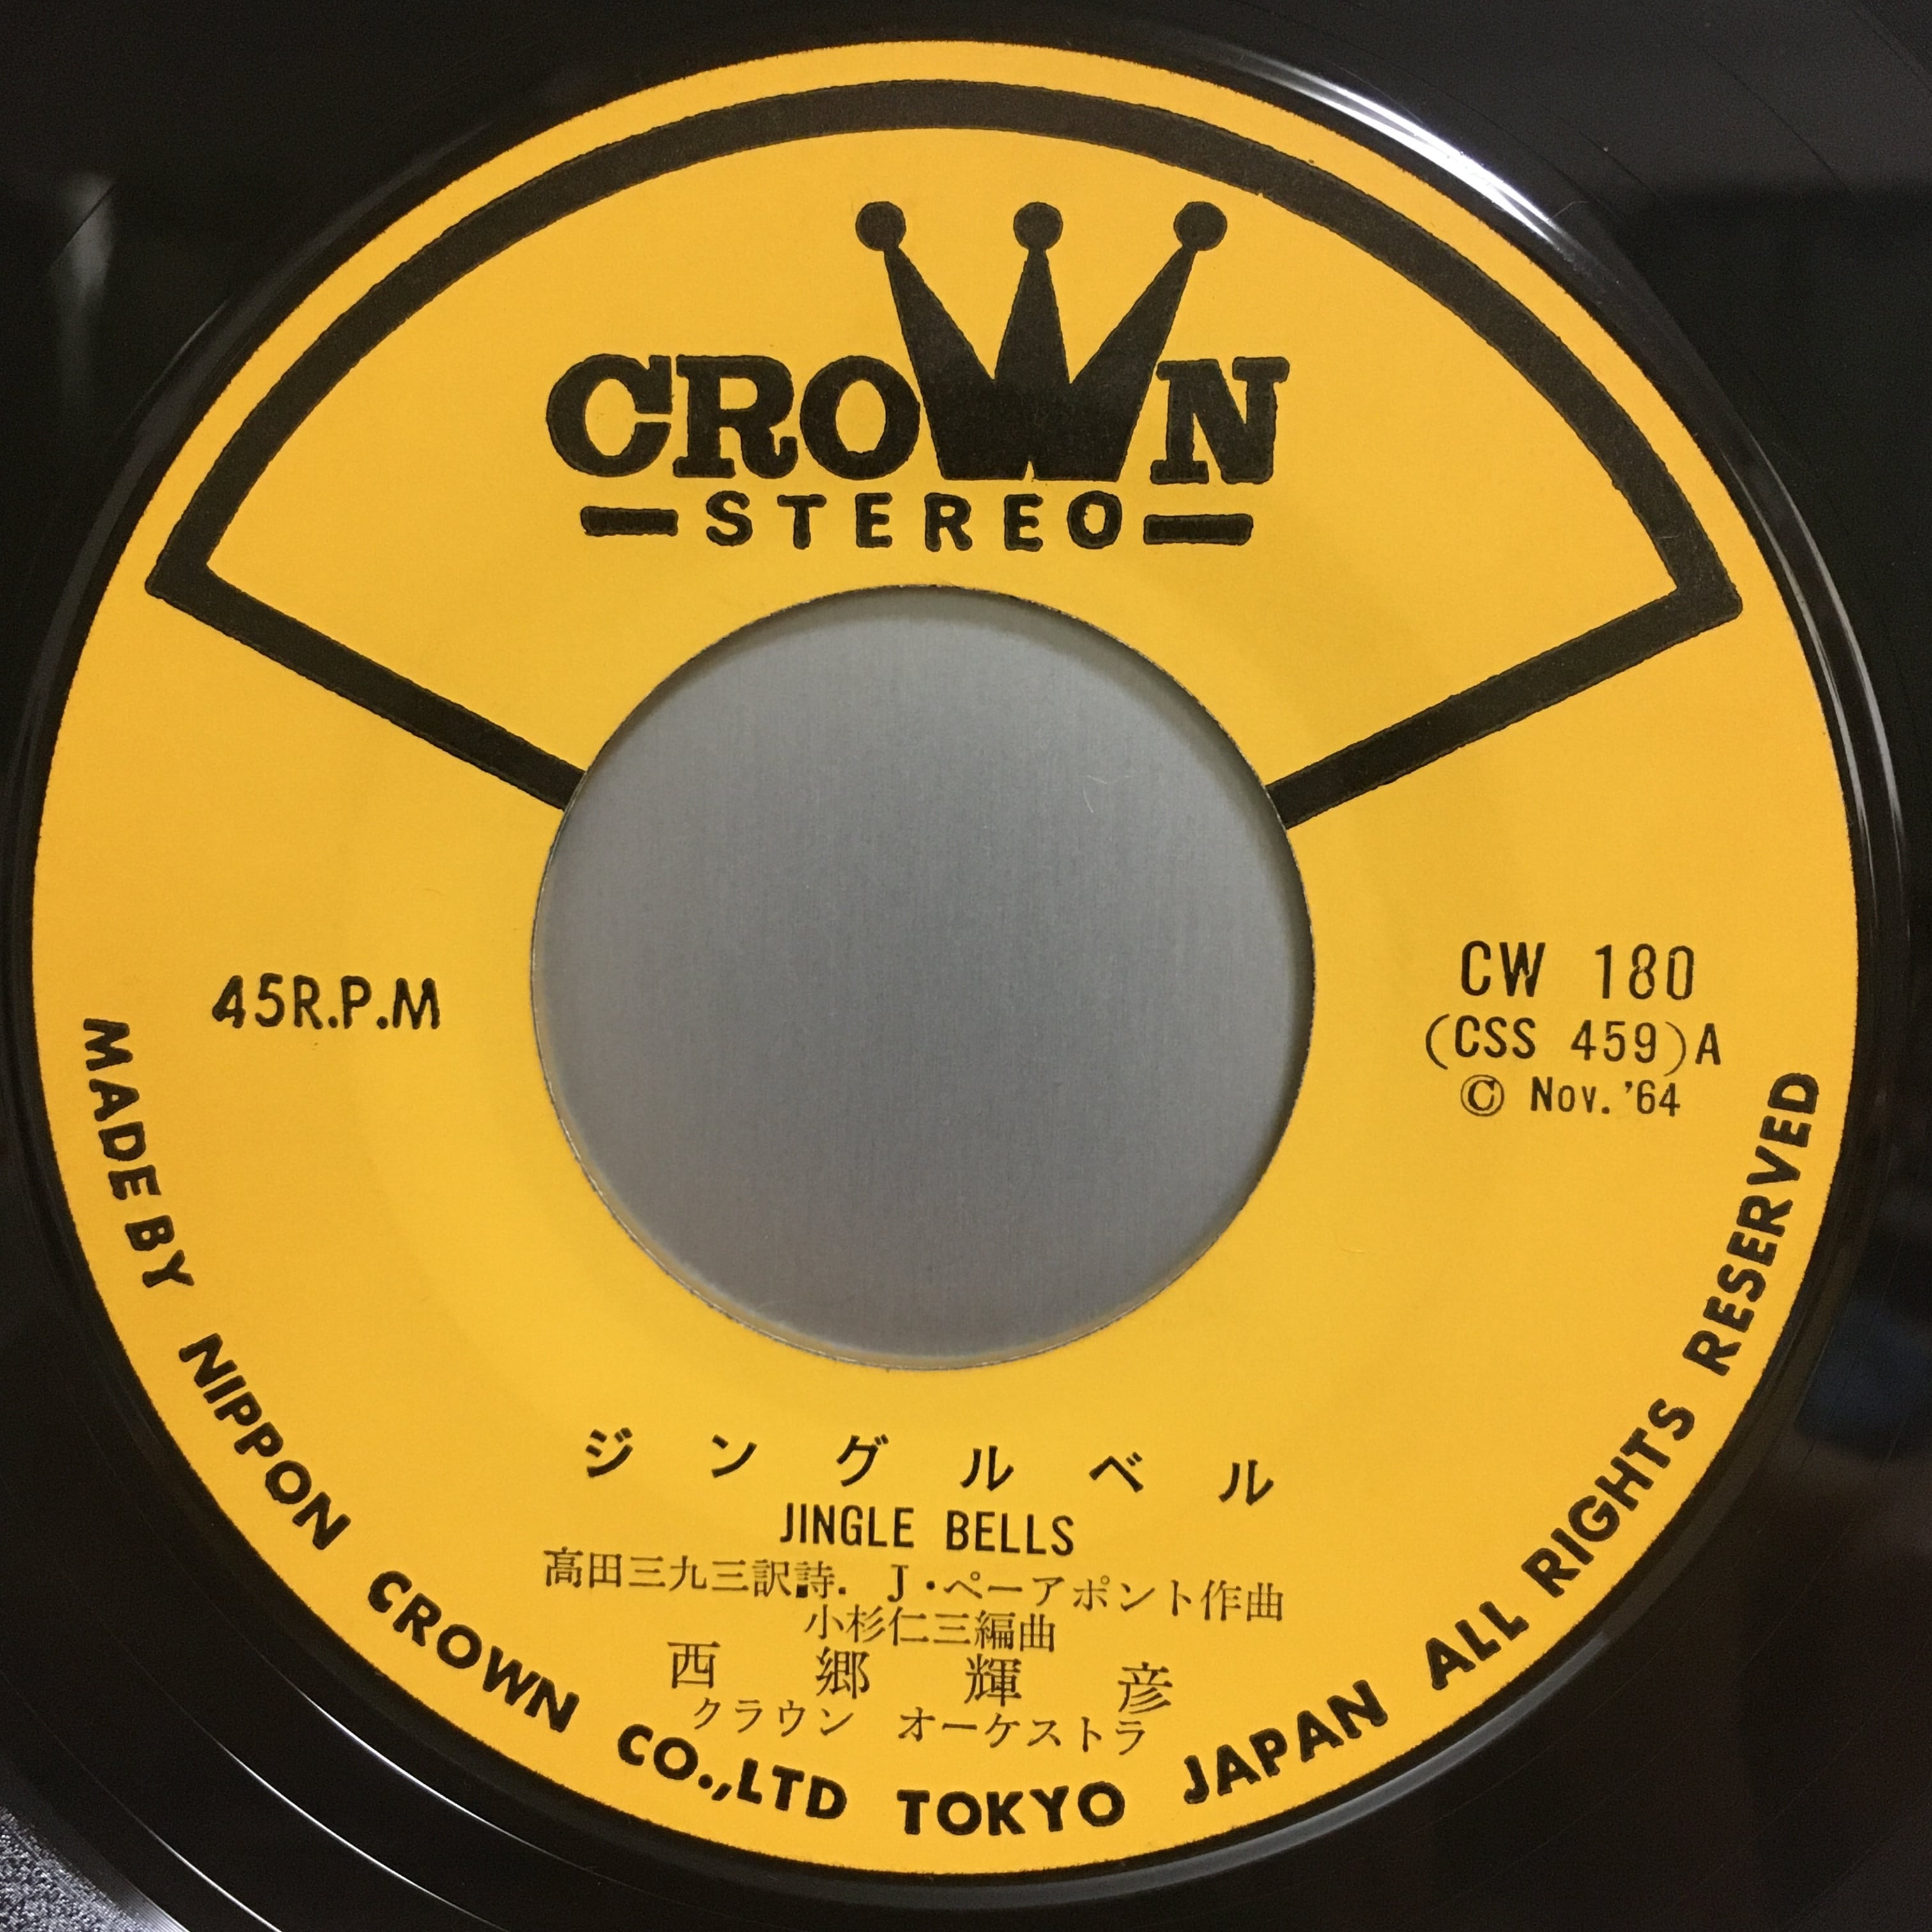 CROWN
STEREO
45R.P.M
CW 180
(CSS 459)A
© Nov. '64
ジングルベル
JINGLE BELLS
高田三九三訳詩. J・ペーアポント作曲
小杉仁三編曲
西郷輝彦
クラウン オーケストラ
MADE BY NIPPON CROWN CO.,LTD TOKYO JAPAN ALL RIGHTS RESERVED